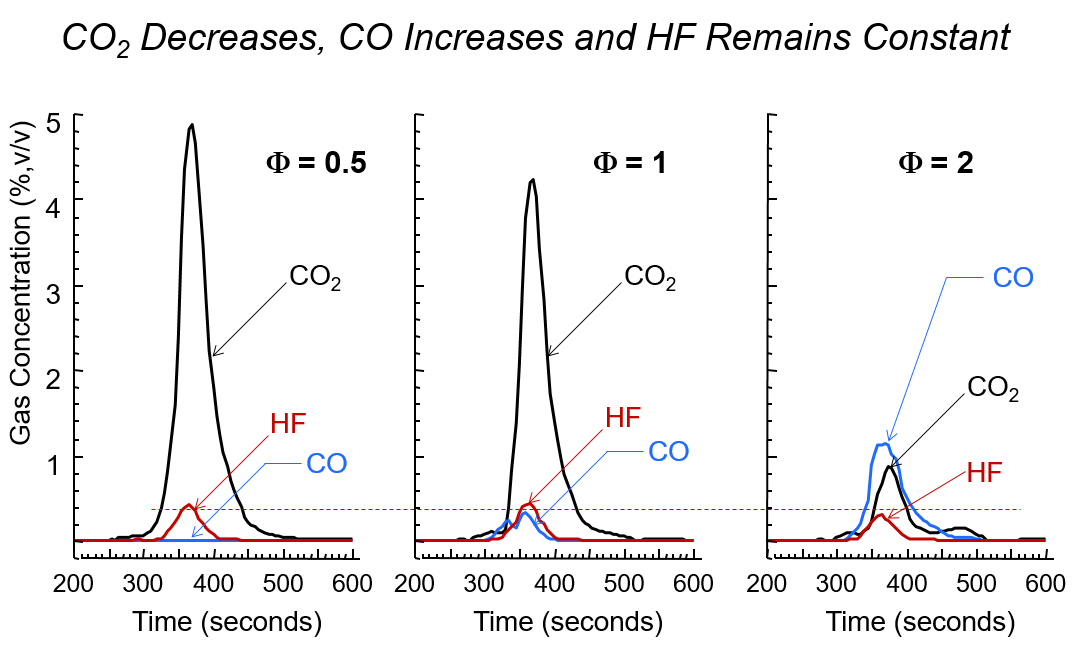 CO₂ Decreases, CO Increases and HF Remains Constant
Gas Concentration (%,v/v)
5
4
3
2
1
Φ = 0.5
CO₂
HF
CO
200 300 400 500 600
Time (seconds)
Φ = 1
CO₂
HF
CO
200 300 400 500 600
Time (seconds)
Φ = 2
CO
CO₂
HF
200 300 400 500 600
Time (seconds)